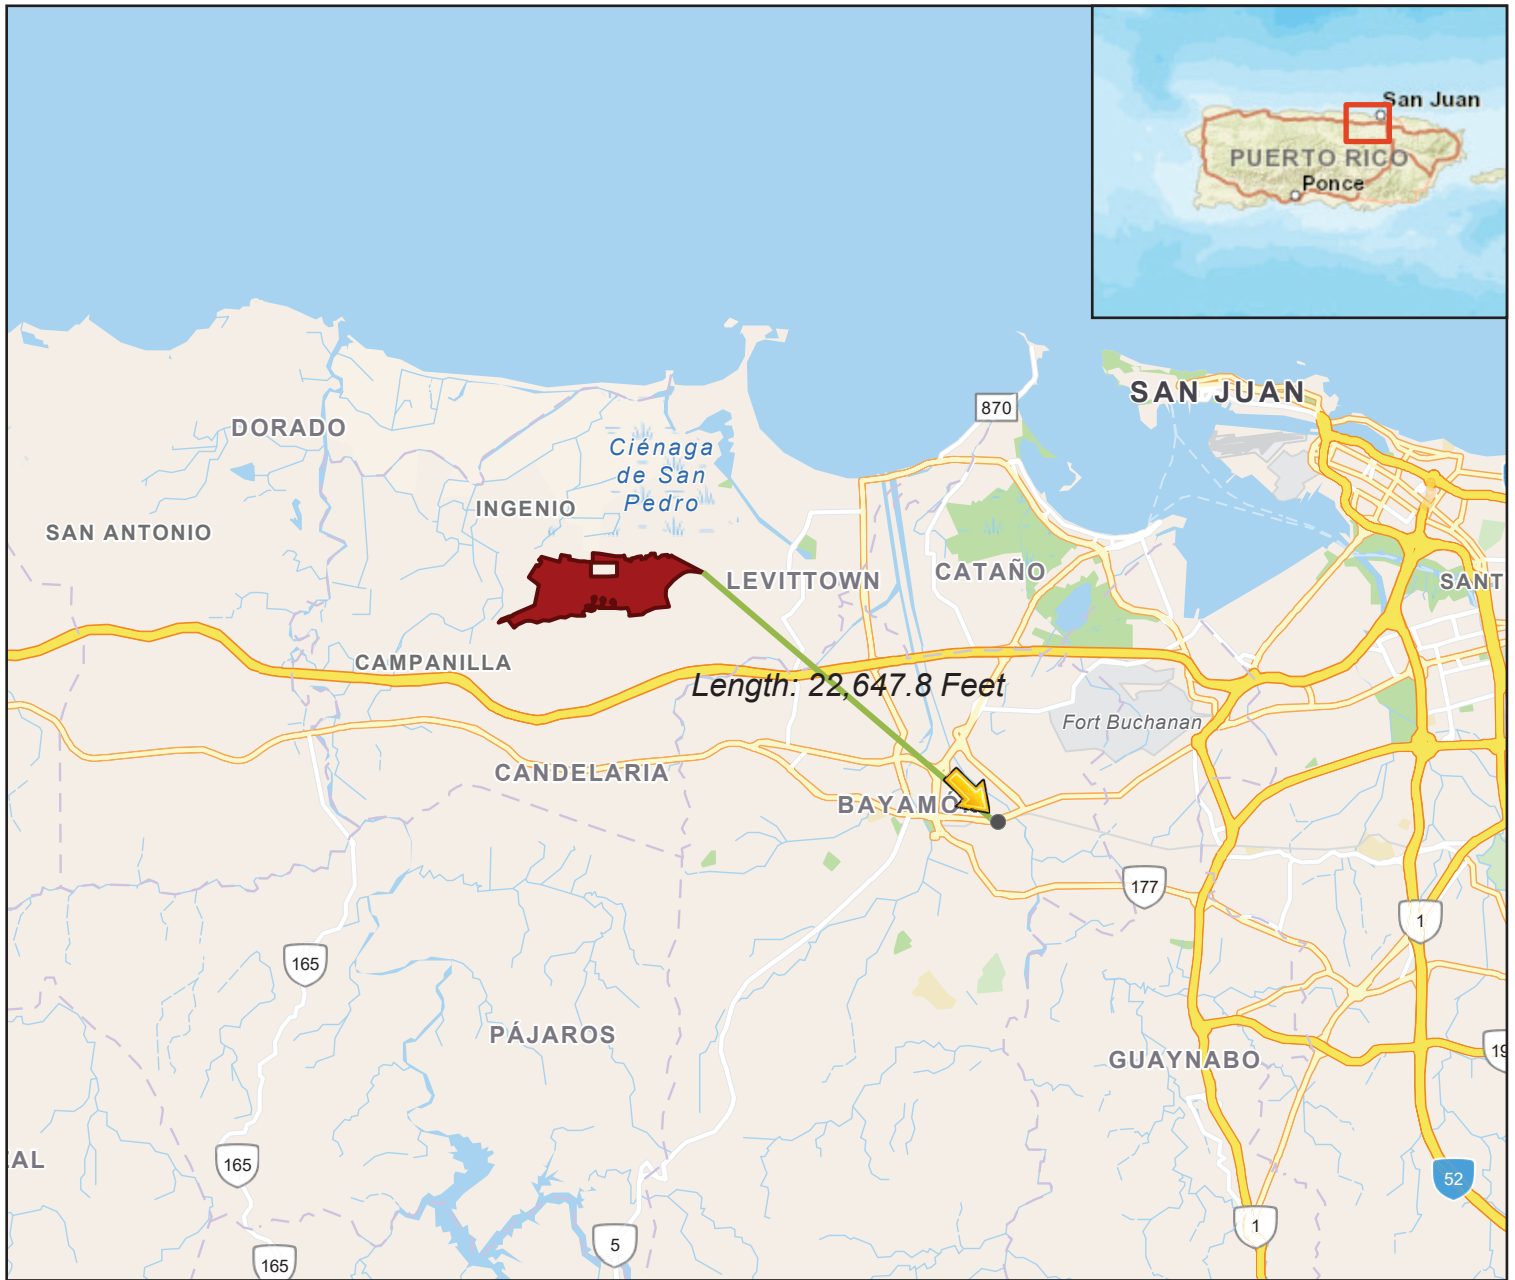 San Juan
PUERTO RICO
Ponce
SAN JUAN
870
DORADO
Ciénaga
de San
Pedro
INGENIO
SAN ANTONIO
LEVITTOWN
CATAÑO
SANT
CAMPANILLA
Length: 22,647.8 Feet
Fort Buchanan
CANDELARIA
BAYAMÓ
177
1
165
PÁJAROS
GUAYNABO
19
AL
165
52
1
5
165